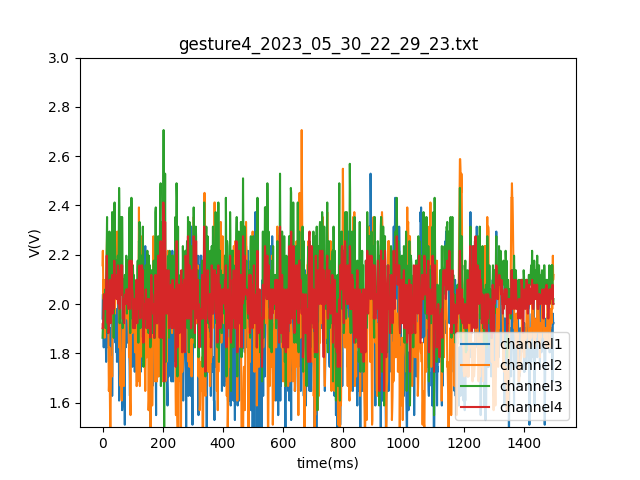 gesture4_2023_05_30_22_29_23.txt
3.0
2.8
2.6
2.4
2.2
2.0
1.8
1.6
V(V)
channel1
channel2
channel3
channel4
0 200 400 600 800 1000 1200 1400
time(ms)